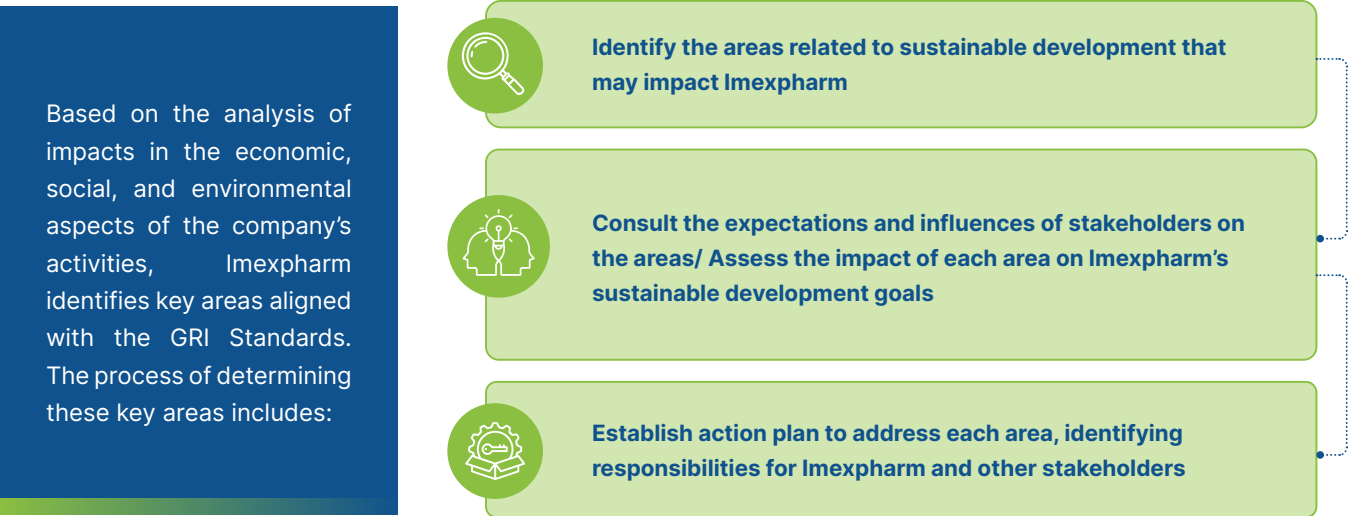 Based on the analysis of
impacts in the economic,
social, and environmental
aspects of the company's
activities, Imexpharm
identifies key areas aligned
with the GRI Standards.
The process of determining
these key areas includes:
Identify the areas related to sustainable development that
may impact Imexpharm
Consult the expectations and influences of stakeholders on
the areas/ Assess the impact of each area on Imexpharm's
sustainable development goals
Establish action plan to address each area, identifying
responsibilities for Imexpharm and other stakeholders